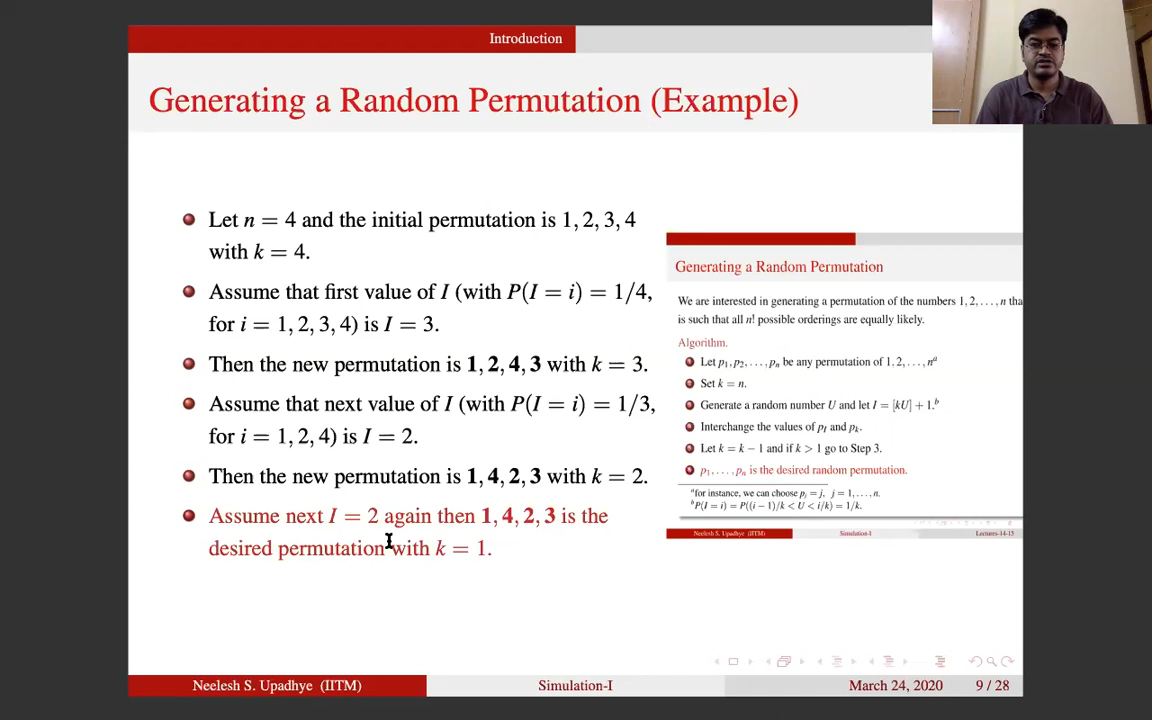 Introduction
Generating a Random Permutation (Example)
Let n = 4 and the initial permutation is 1, 2, 3, 4
with k = 4.
Assume that first value of I (with P(I = i) = 1/4,
for i = 1, 2, 3, 4) is I = 3.
Then the new permutation is 1, 2, 4, 3 with k = 3.
Assume that next value of I (with P(I = i) = 1/3,
for i = 1, 2, 4) is I = 2.
Then the new permutation is 1, 4, 2, 3 with k = 2.
Assume next I = 2 again then 1, 4, 2, 3 is the
desired permutation with k = 1.
Generating a Random Permutation
We are interested in generating a permutation of the numbers 1, 2, . . . , n tha
is such that all n! possible orderings are equally likely.
Algorithm.
Let p1, p2, . . . , pn be any permutation of 1, 2, . . . , n^a
Set k = n.
Generate a random number U and let I = [kU] + 1.^b
Interchange the values of pI and pk.
Let k = k − 1 and if k > 1 go to Step 3.
p1, . . . , pn is the desired random permutation.
^a for instance, we can choose pj = j, j = 1, . . . , n.
^b P(I = i) = P((i − 1)/k < U < i/k) = 1/k.
Neelesh S. Upadhye (IITM) Simulation-I Lectures-14-15
Neelesh S. Upadhye (IITM) Simulation-I March 24, 2020 9 / 28